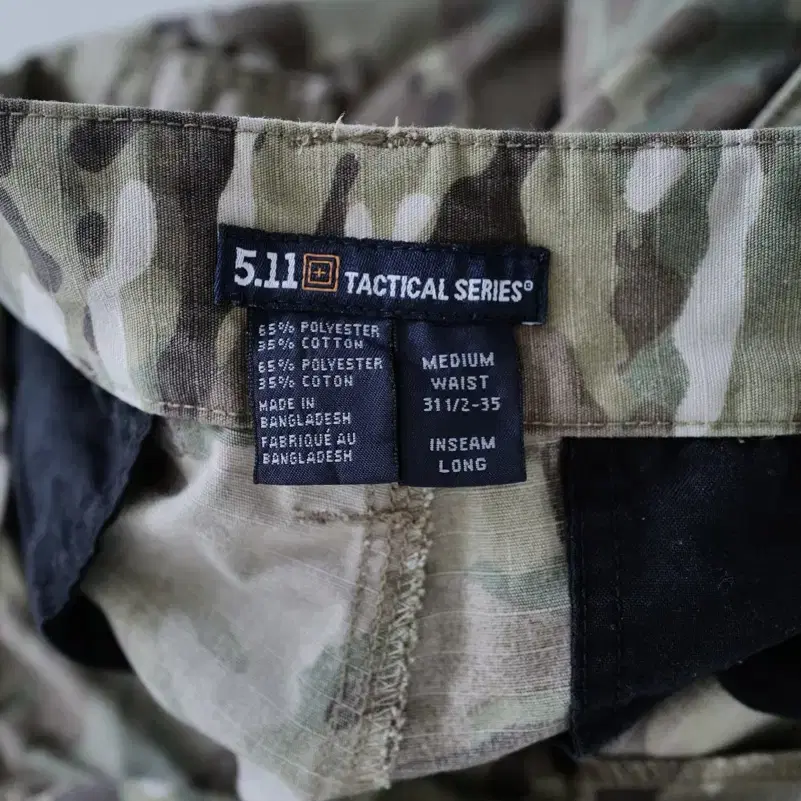 5.11 TACTICAL SERIES®
65% POLYESTER
35% COTTON
65% POLYESTER
35% COTON
MADE IN
BANGLADESH
FABRIQUÉ AU
BANGLADESH
MEDIUM
WAIST
31 1/2-35
INSEAM
LONG